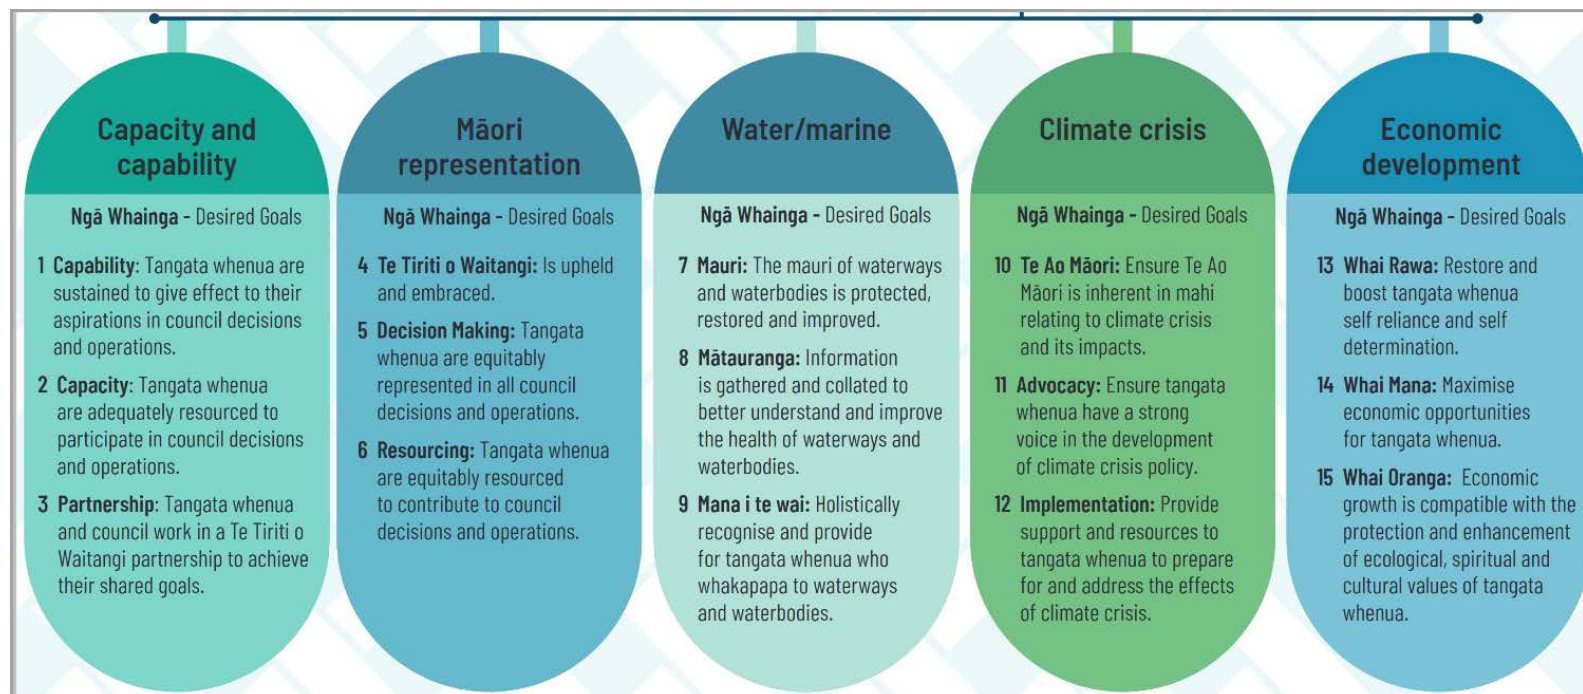 Capacity and
capability
Ngā Whainga - Desired Goals
1 Capability: Tangata whenua are
sustained to give effect to their
aspirations in council decisions
and operations.
2 Capacity: Tangata whenua
are adequately resourced to
participate in council decisions
and operations.
3 Partnership: Tangata whenua
and council work in a Te Tiriti o
Waitangi partnership to achieve
their shared goals.
Māori
representation
Ngā Whainga - Desired Goals
4 Te Tiriti o Waitangi: Is upheld
and embraced.
5 Decision Making: Tangata
whenua are equitably
represented in all council
decisions and operations.
6 Resourcing: Tangata whenua
are equitably resourced
to contribute to council
decisions and operations.
Water/marine
Ngā Whainga - Desired Goals
7 Mauri: The mauri of waterways
and waterbodies is protected,
restored and improved.
8 Mātauranga: Information
is gathered and collated to
better understand and improve
the health of waterways and
waterbodies.
9 Mana i te wai: Holistically
recognise and provide
for tangata whenua who
whakapapa to waterways
and waterbodies.
Climate crisis
Ngā Whainga - Desired Goals
10 Te Ao Māori: Ensure Te Ao
Māori is inherent in mahi
relating to climate crisis
and its impacts.
11 Advocacy: Ensure tangata
whenua have a strong
voice in the development
of climate crisis policy.
12 Implementation: Provide
support and resources to
tangata whenua to prepare
for and address the effects
of climate crisis.
Economic
development
Ngā Whainga - Desired Goals
13 Whai Rawa: Restore and
boost tangata whenua
self reliance and self
determination.
14 Whai Mana: Maximise
economic opportunities
for tangata whenua.
15 Whai Oranga: Economic
growth is compatible with the
protection and enhancement
of ecological, spiritual and
cultural values of tangata
whenua.